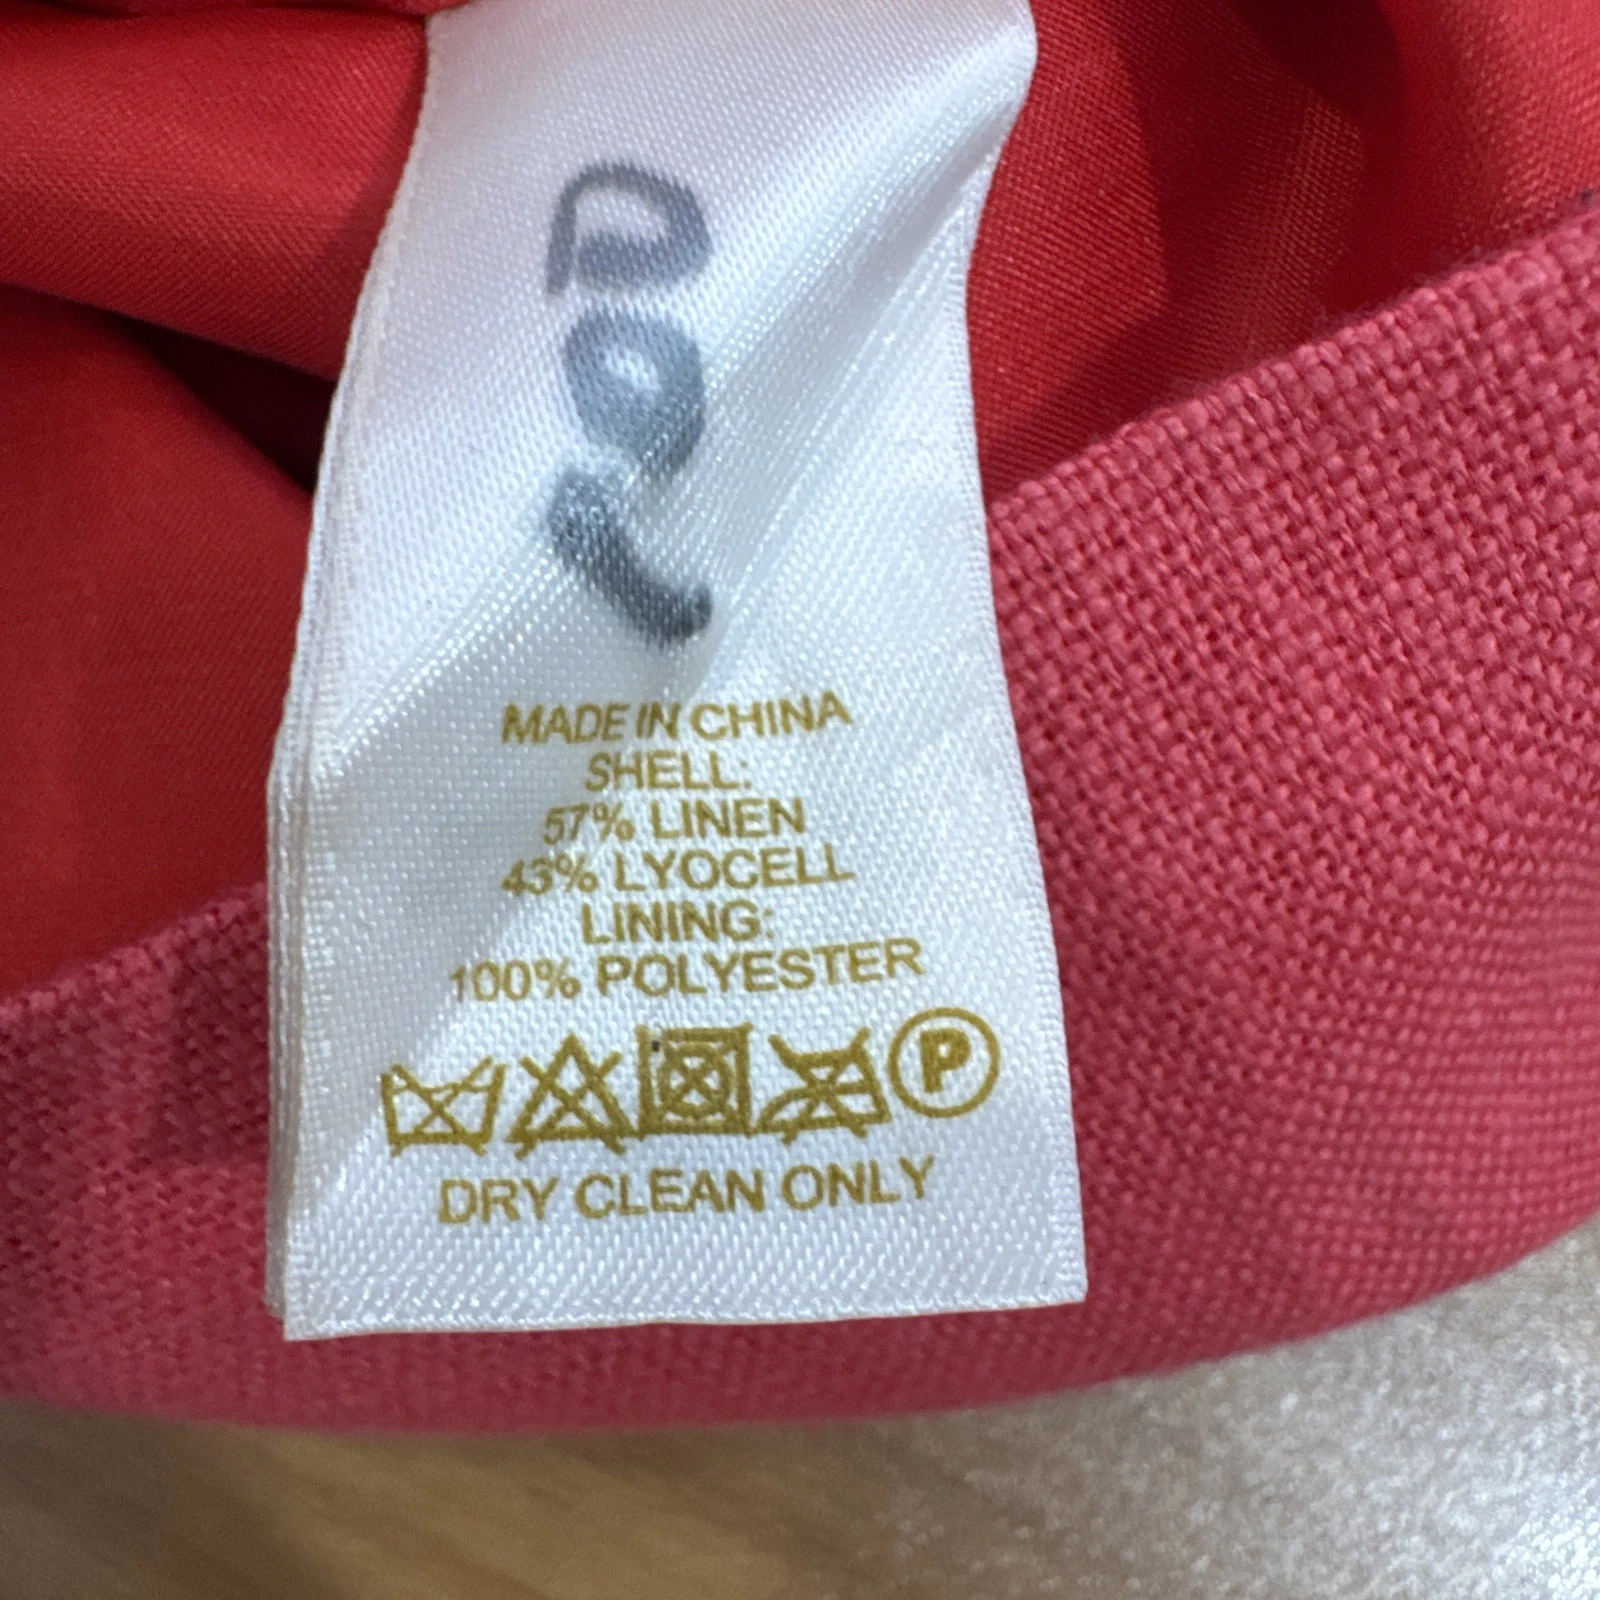 MADE IN CHINA
SHELL:
57% LINEN
43% LYOCELL
LINING:
100% POLYESTER
P
DRY CLEAN ONLY